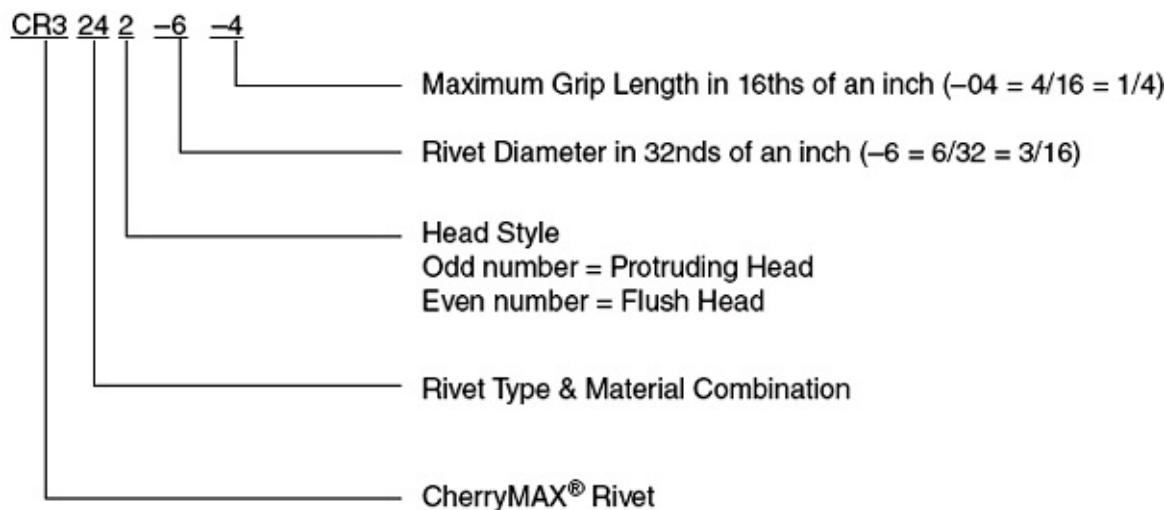 CR3 24 2 –6 –4
Maximum Grip Length in 16ths of an inch (–04 = 4/16 = 1/4)
Rivet Diameter in 32nds of an inch (–6 = 6/32 = 3/16)
Head Style
Odd number = Protruding Head
Even number = Flush Head
Rivet Type & Material Combination
CherryMAX® Rivet